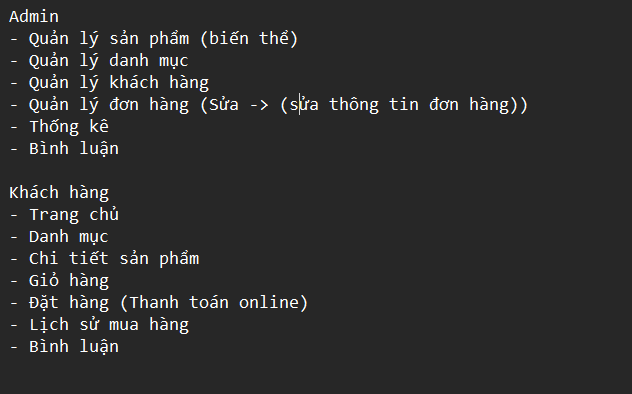 Admin
- Quản lý sản phẩm (biến thể)
- Quản lý danh mục
- Quản lý khách hàng
- Quản lý đơn hàng (Sửa -> (sửa thông tin đơn hàng))
- Thống kê
- Bình luận

Khách hàng
- Trang chủ
- Danh mục
- Chi tiết sản phẩm
- Giỏ hàng
- Đặt hàng (Thanh toán online)
- Lịch sử mua hàng
- Bình luận